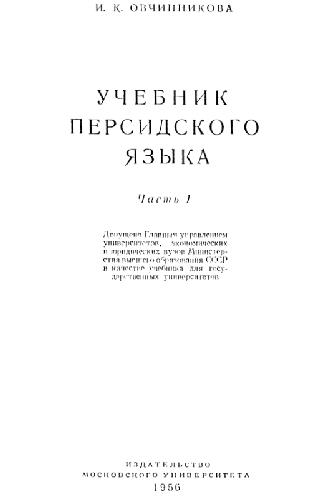 И. К. ОВЧИННИКОВА
УЧЕБНИК
ПЕРСИДСКОГО
ЯЗЫКА
Часть I
Допущено Главным управлением
университетов, экономических
и юридических вузов Министер-
ства высшего образования СССР
в качестве учебника для госу-
дарственных университетов
ИЗДАТЕЛЬСТВО
МОСКОВСКОГО УНИВЕРСИТЕТА
1956